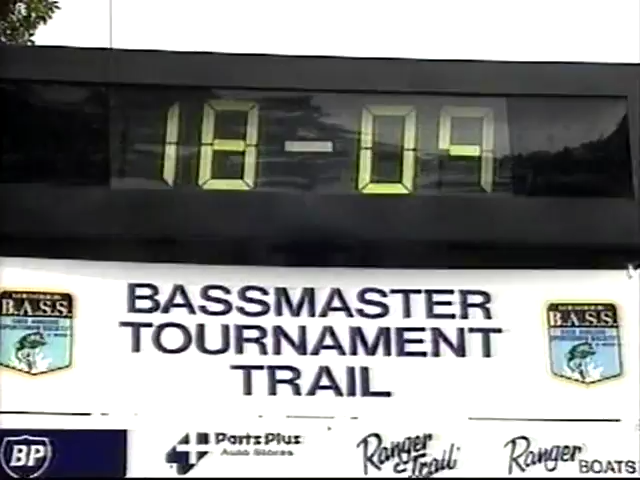 18-09
BASSMASTER
TOURNAMENT
TRAIL
B.A.S.S.
B.A.S.S.
BP
Parts Plus
Auto Stores
Ranger
Trail
Ranger BOATS